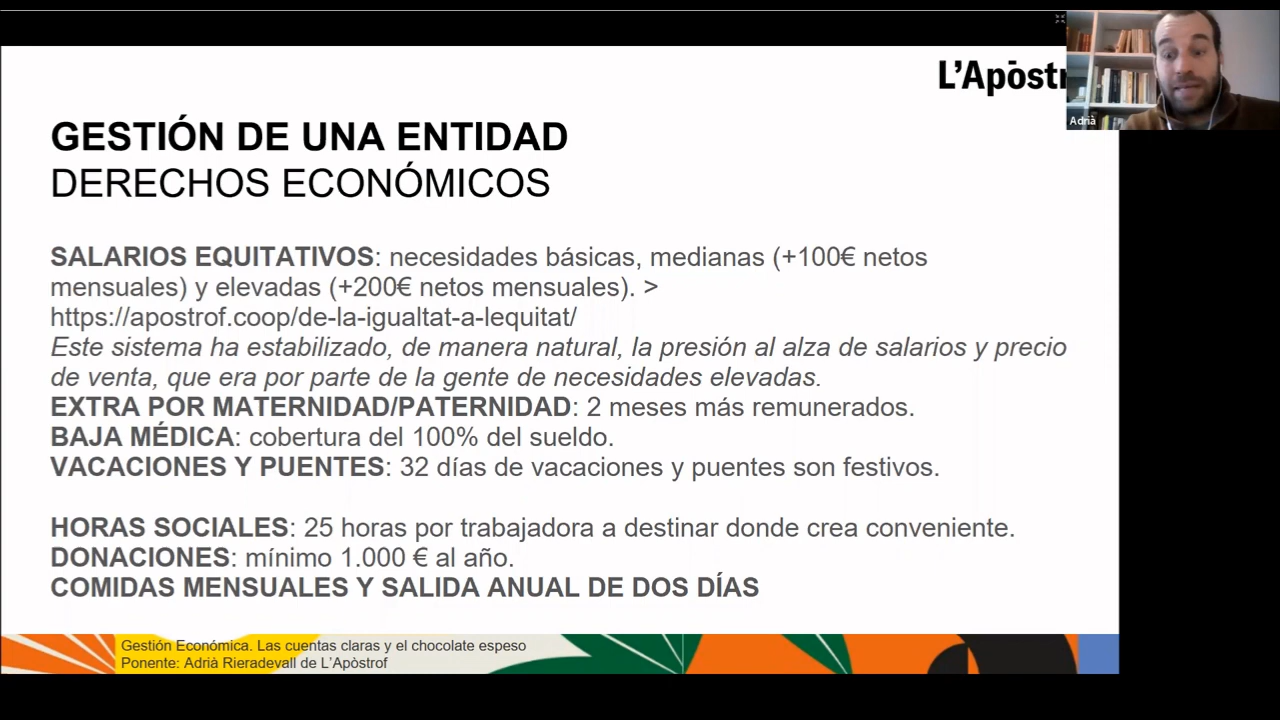 L'Apòstr
Adrià
GESTIÓN DE UNA ENTIDAD
DERECHOS ECONÓMICOS
SALARIOS EQUITATIVOS: necesidades básicas, medianas (+100€ netos
mensuales) y elevadas (+200€ netos mensuales). >
https://apostrof.coop/de-la-igualtat-a-lequitat/
Este sistema ha estabilizado, de manera natural, la presión al alza de salarios y precio
de venta, que era por parte de la gente de necesidades elevadas.
EXTRA POR MATERNIDAD/PATERNIDAD: 2 meses más remunerados.
BAJA MÉDICA: cobertura del 100% del sueldo.
VACACIONES Y PUENTES: 32 días de vacaciones y puentes son festivos.
HORAS SOCIALES: 25 horas por trabajadora a destinar donde crea conveniente.
DONACIONES: mínimo 1.000 € al año.
COMIDAS MENSUALES Y SALIDA ANUAL DE DOS DÍAS
Gestión Económica. Las cuentas claras y el chocolate espeso
Ponente: Adrià Rieradevall de L'Apòstrof